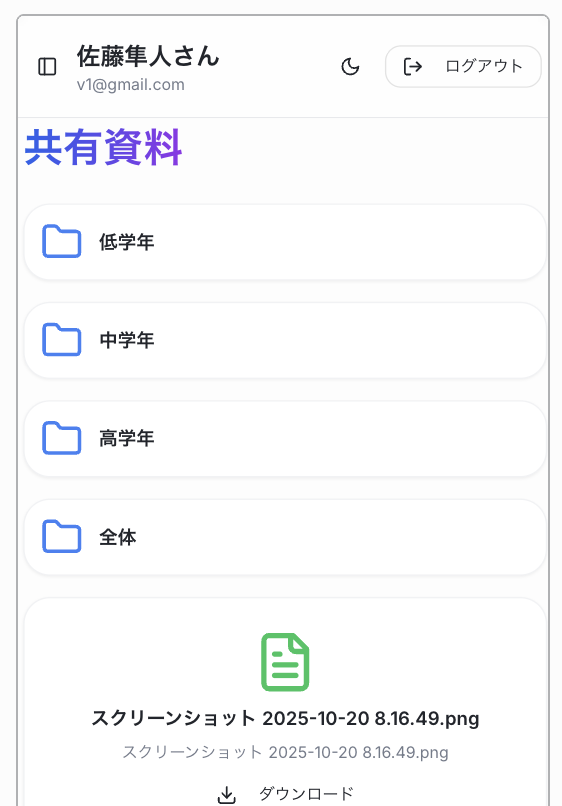 佐藤隼人さん
v1@gmail.com
ログアウト
共有資料
低学年
中学年
高学年
全体
スクリーンショット 2025-10-20 8.16.49.png
スクリーンショット 2025-10-20 8.16.49.png
ダウンロード